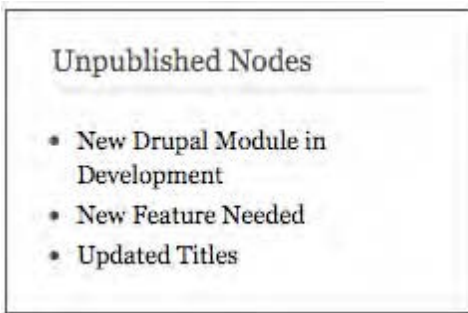 Unpublished Nodes
New Drupal Module in
Development
New Feature Needed
Updated Titles